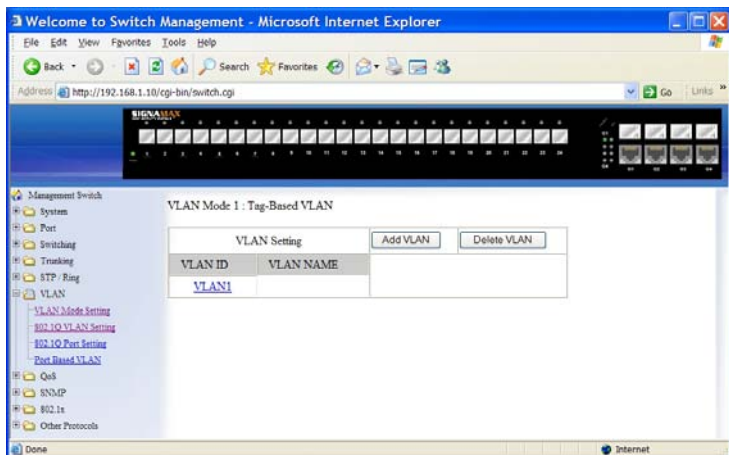 Welcome to Switch Management - Microsoft Internet Explorer
File Edit View Favorites Tools Help
Back Search Favorites
Address http://192.168.1.10/cgi-bin/switch.cgi Go Links »
SIGNAMAX
Management Switch
System
Port
Switching
Trunking
STP / Ring
VLAN
VLAN Mode Setting
802.1Q VLAN Setting
802.1Q Port Setting
Port Based VLAN
QoS
SNMP
802.1x
Other Protocols
VLAN Mode 1 : Tag-Based VLAN
VLAN Setting Add VLAN Delete VLAN
VLAN ID VLAN NAME
VLAN1
Done Internet